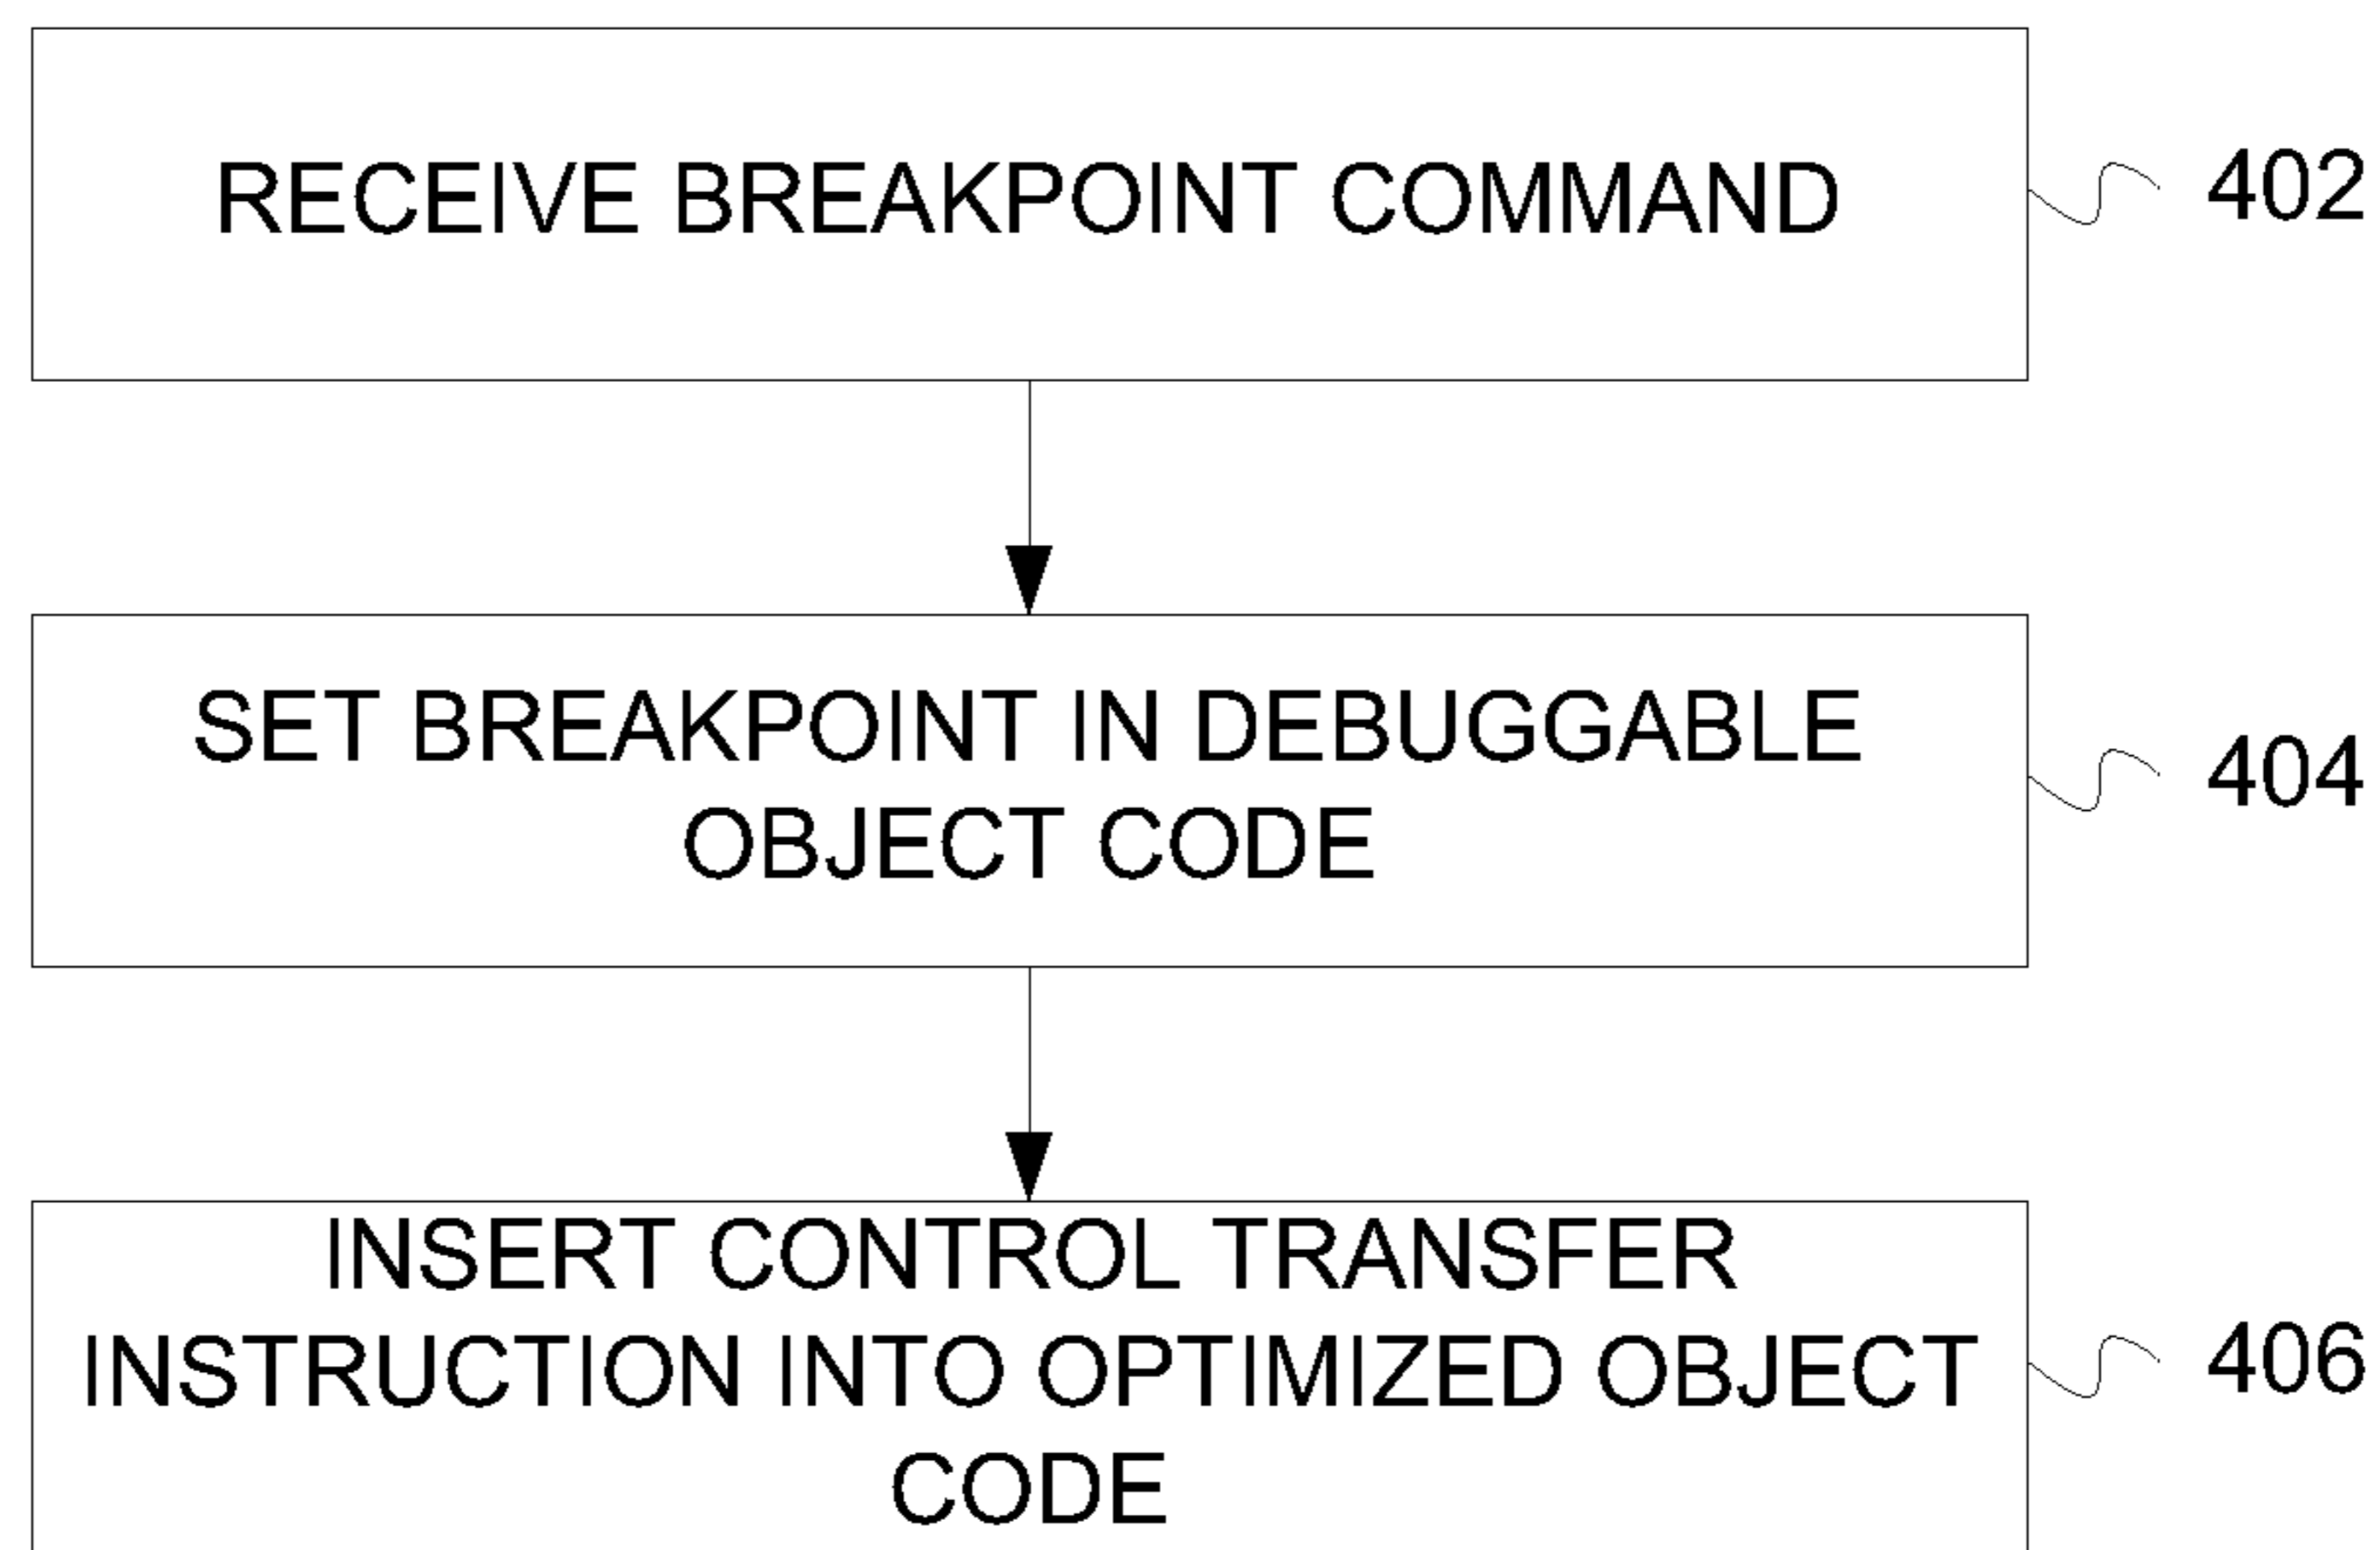 RECEIVE BREAKPOINT COMMAND
402
SET BREAKPOINT IN DEBUGGABLE
OBJECT CODE
404
INSERT CONTROL TRANSFER
INSTRUCTION INTO OPTIMIZED OBJECT
CODE
406